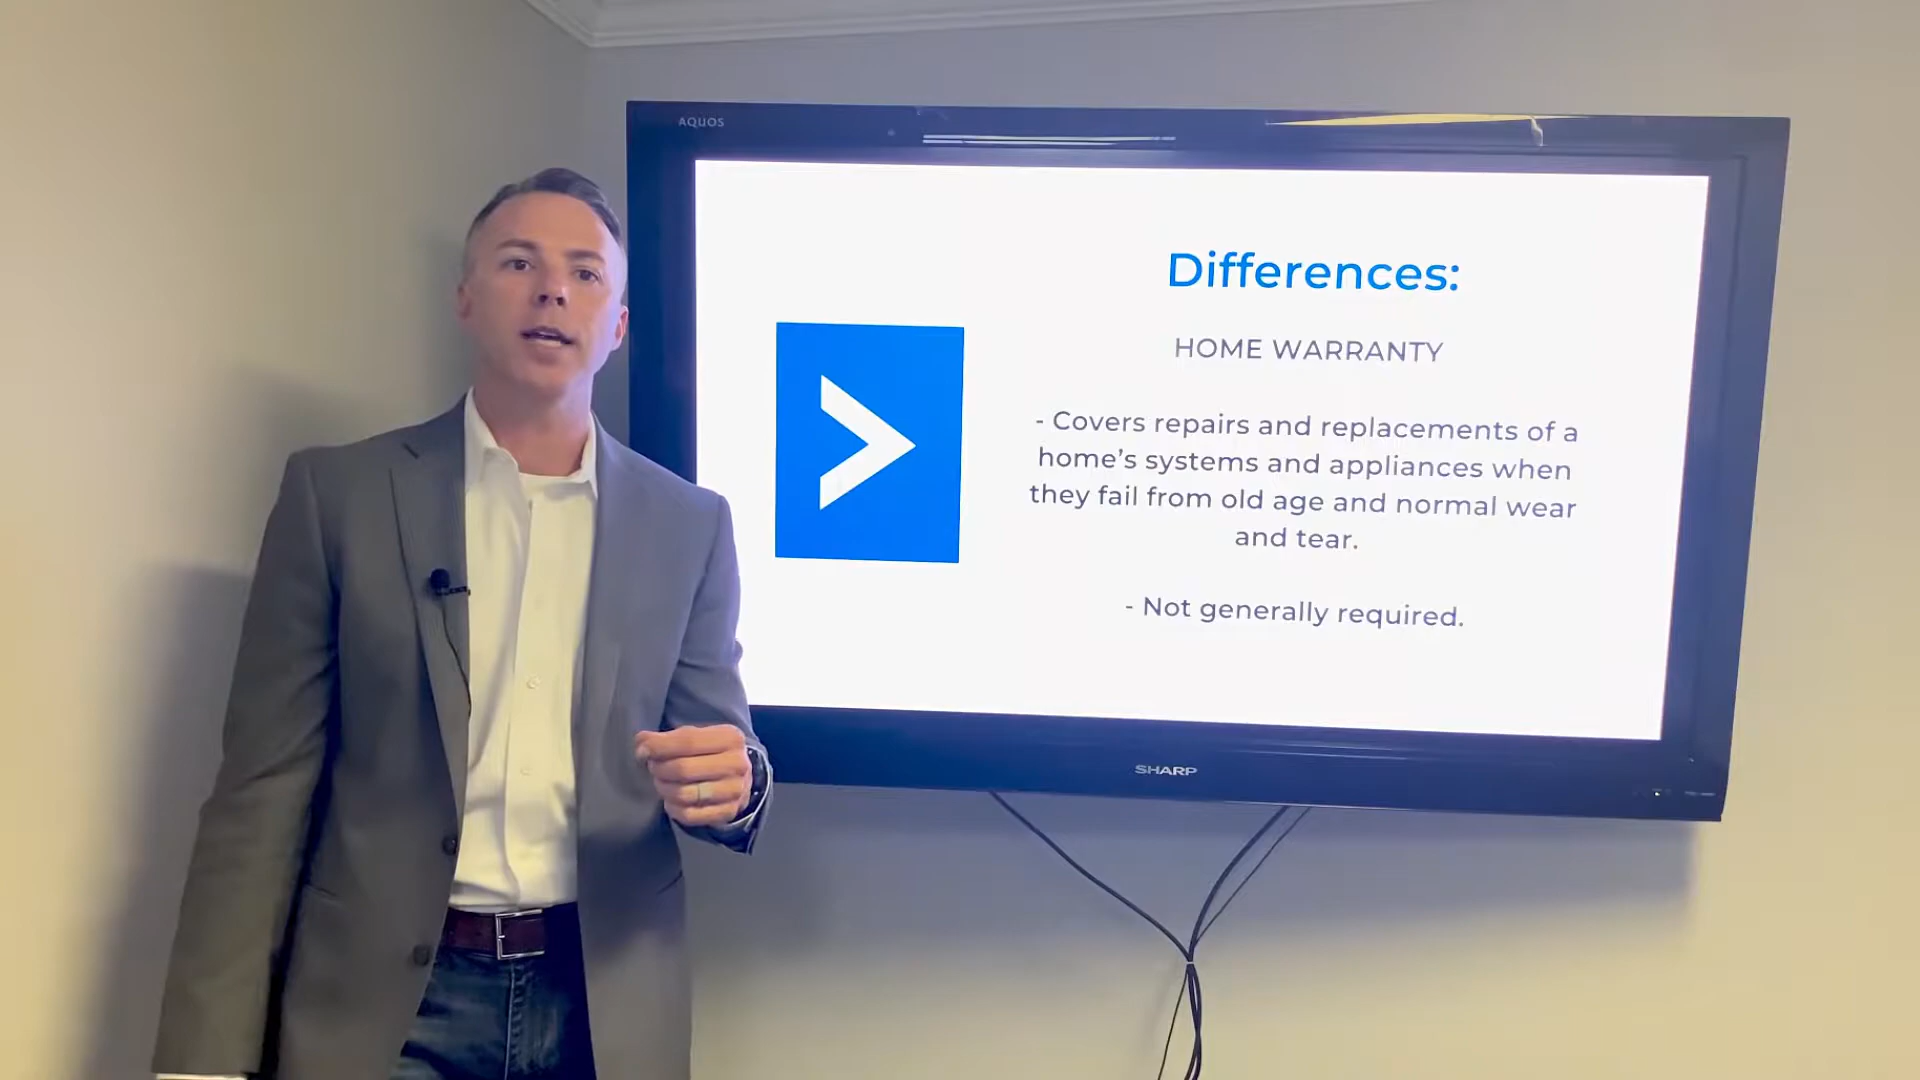 AQUOS
Differences:
HOME WARRANTY
- Covers repairs and replacements of a
home’s systems and appliances when
they fail from old age and normal wear
and tear.
- Not generally required.
SHARP